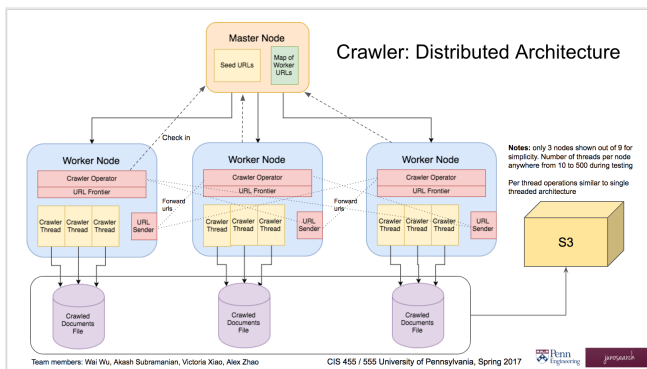 Crawler: Distributed Architecture
Master Node
Seed URLs
Map of
Worker
URLs
Check in
Worker Node
Crawler Operator
URL Frontier
Crawler
Thread
Crawler
Thread
Crawler
Thread
URL
Sender
Forward
urls
Worker Node
Crawler Operator
URL Frontier
Crawler
Thread
Crawler
Thread
Crawler
Thread
URL
Sender
Forward
urls
Worker Node
Crawler Operator
URL Frontier
Crawler
Thread
Crawler
Thread
Crawler
Thread
URL
Sender
Notes: only 3 nodes shown out of 9 for
simplicity. Number of threads per node
anywhere from 10 to 500 during testing
Per thread operations similar to single
threaded architecture
S3
Crawled
Documents
File
Crawled
Documents
File
Crawled
Documents
File
Team members: Wai Wu, Akash Subramanian, Victoria Xiao, Alex Zhao
CIS 455 / 555 University of Pennsylvania, Spring 2017
Penn
Engineering